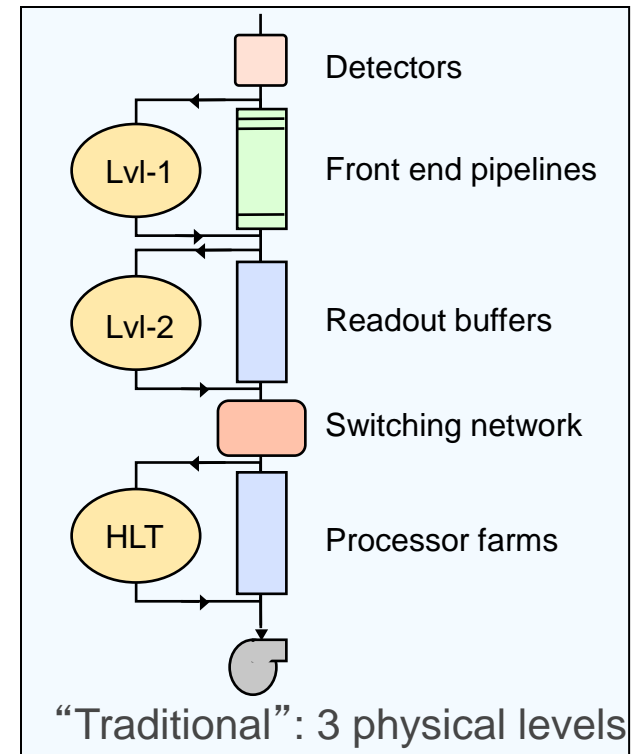 Detectors
Lvl-1
Front end pipelines
Lvl-2
Readout buffers
Switching network
HLT
Processor farms
“Traditional”: 3 physical levels